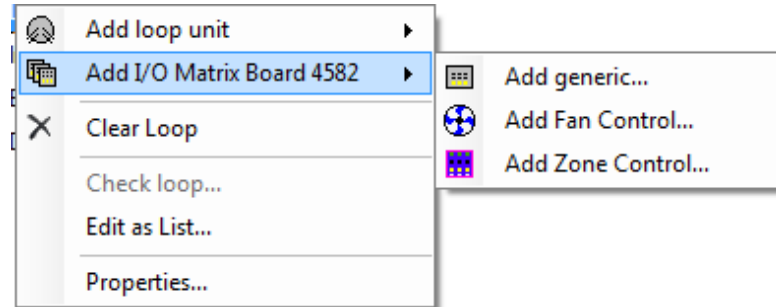 Add loop unit
Add I/O Matrix Board 4582
Clear Loop
Check loop...
Edit as List...
Properties...
Add generic...
Add Fan Control...
Add Zone Control...